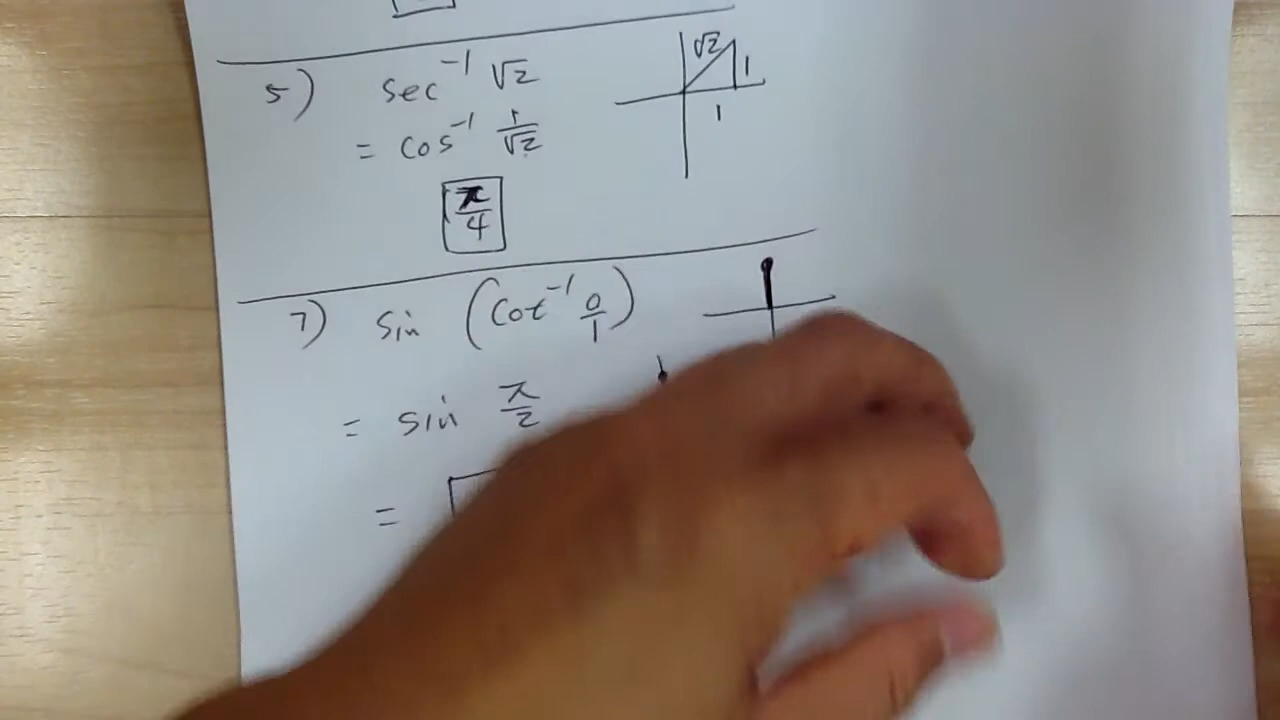 5) sec⁻¹ √2
= cos⁻¹ 1/√2
π/4
√2
1
1
7) sin (cot⁻¹ 0/1)
= sin π/2
=